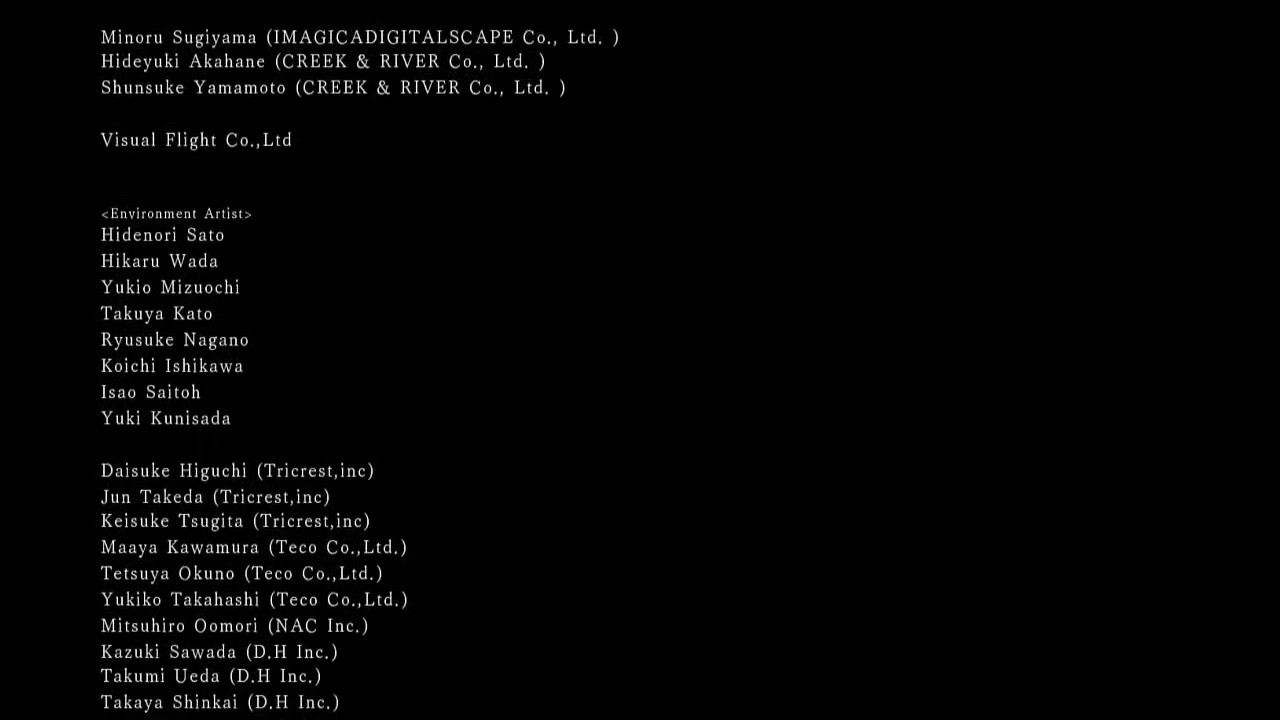 Minoru Sugiyama (IMAGICADIGITALSCAPE Co., Ltd. )
Hideyuki Akahane (CREEK & RIVER Co., Ltd. )
Shunsuke Yamamoto (CREEK & RIVER Co., Ltd. )
Visual Flight Co.,Ltd
<Environment Artist>
Hidenori Sato
Hikaru Wada
Yukio Mizuochi
Takuya Kato
Ryusuke Nagano
Koichi Ishikawa
Isao Saitoh
Yuki Kunisada
Daisuke Higuchi (Tricrest,inc)
Jun Takeda (Tricrest,inc)
Keisuke Tsugita (Tricrest,inc)
Maaya Kawamura (Teco Co.,Ltd.)
Tetsuya Okuno (Teco Co.,Ltd.)
Yukiko Takahashi (Teco Co.,Ltd.)
Mitsuhiro Oomori (NAC Inc.)
Kazuki Sawada (D.H Inc.)
Takumi Ueda (D.H Inc.)
Takaya Shinkai (D.H Inc.)